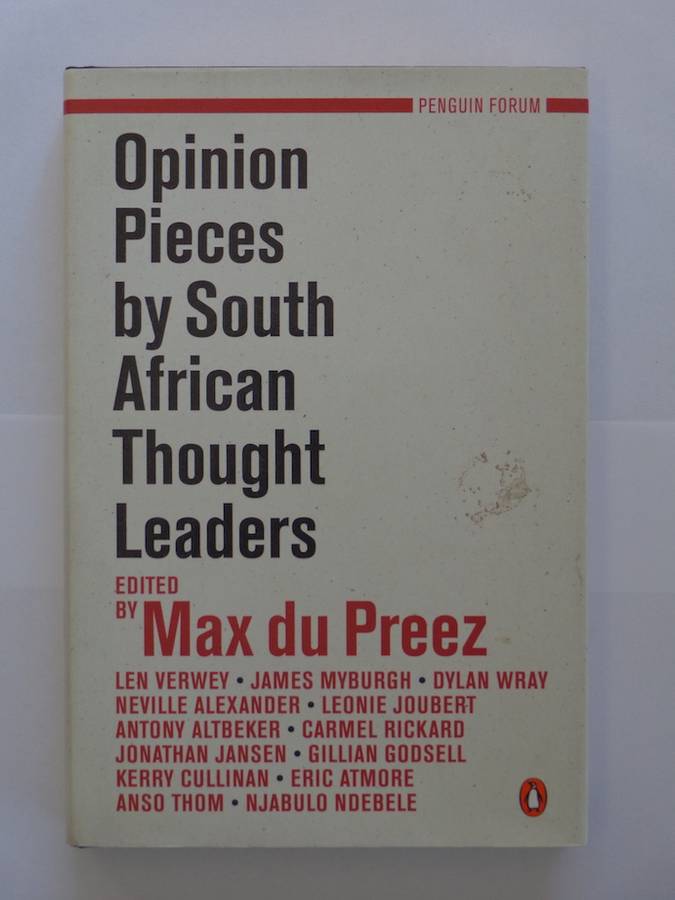 PENGUIN FORUM
Opinion
Pieces
by South
African
Thought
Leaders
EDITED
BY Max du Preez
LEN VERWEY • JAMES MYBURGH • DYLAN WRAY
NEVILLE ALEXANDER • LEONIE JOUBERT
ANTONY ALTBEKER • CARMEL RICKARD
JONATHAN JANSEN • GILLIAN GODSELL
KERRY CULLINAN • ERIC ATMORE
ANSO THOM • NJABULO NDEBELE